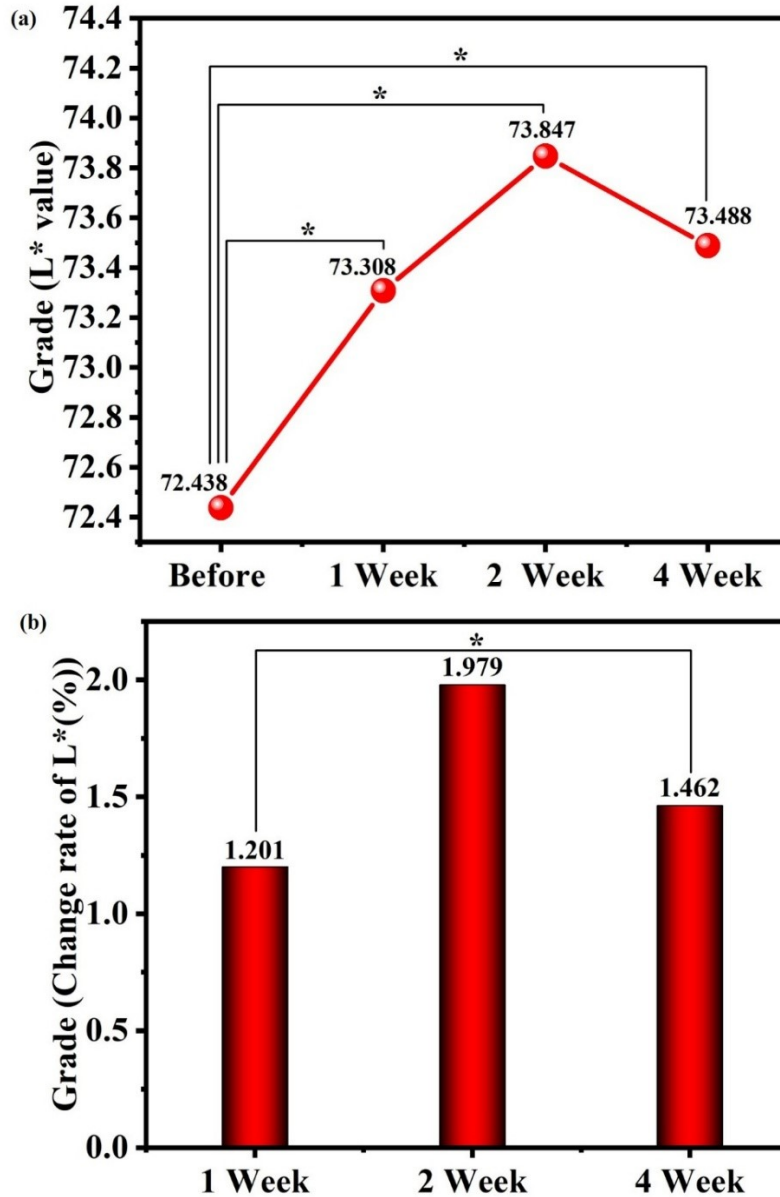 (a)
Grade (L* value)
74.4
74.2
74.0
73.8
73.6
73.4
73.2
73.0
72.8
72.6
72.4
*
*
*
72.438
73.308
73.847
73.488
Before
1 Week
2 Week
4 Week
(b)
Grade (Change rate of L*(%))
2.0
1.5
1.0
0.5
0.0
*
1.201
1.979
1.462
1 Week
2 Week
4 Week